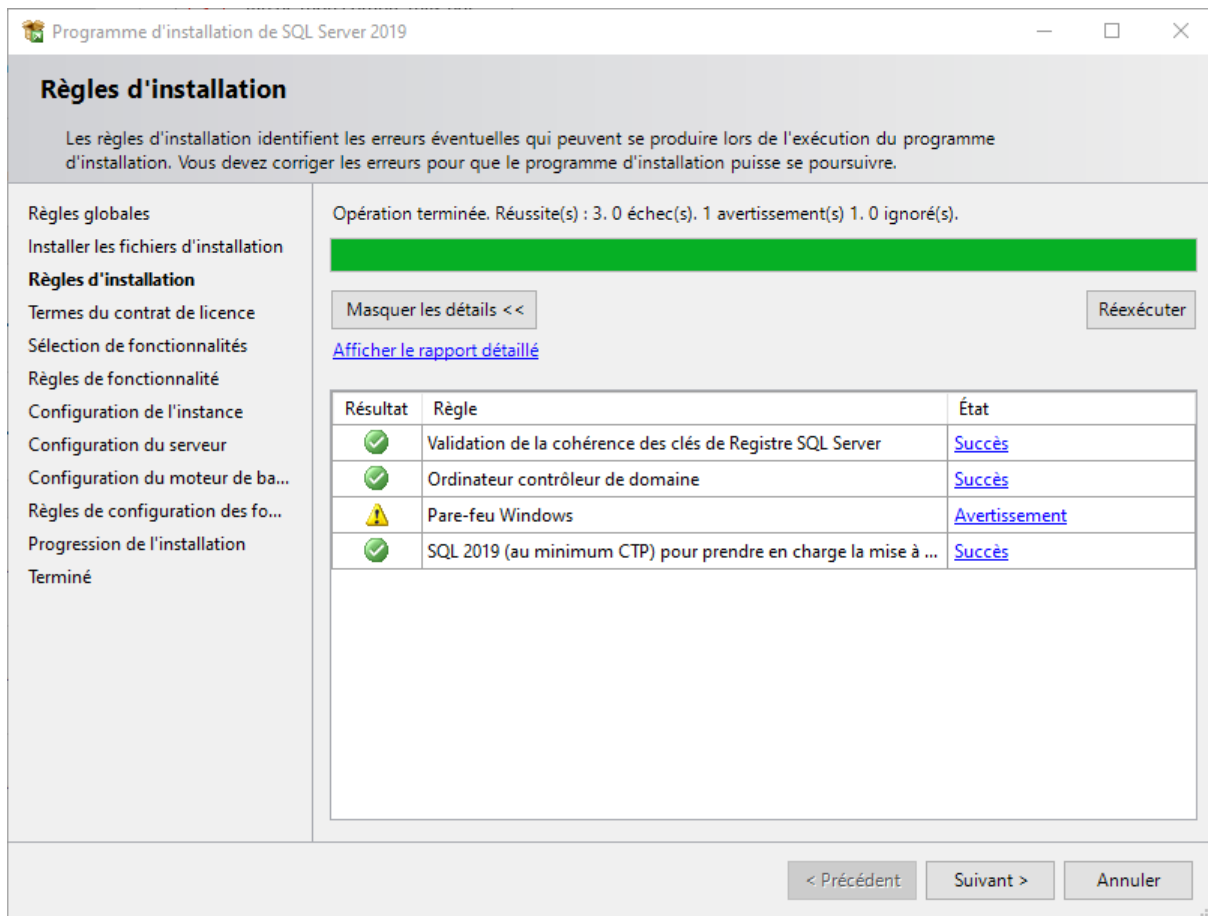 Programme d'installation de SQL Server 2019
Règles d'installation
Les règles d'installation identifient les erreurs éventuelles qui peuvent se produire lors de l'exécution du programme
d'installation. Vous devez corriger les erreurs pour que le programme d'installation puisse se poursuivre.
Règles globales
Installer les fichiers d'installation
Règles d'installation
Termes du contrat de licence
Sélection de fonctionnalités
Règles de fonctionnalité
Configuration de l'instance
Configuration du serveur
Configuration du moteur de ba...
Règles de configuration des fo...
Progression de l'installation
Terminé
Opération terminée. Réussite(s) : 3. 0 échec(s). 1 avertissement(s) 1. 0 ignoré(s).
Masquer les détails <<
Réexécuter
Afficher le rapport détaillé
Résultat Règle État
Validation de la cohérence des clés de Registre SQL Server Succès
Ordinateur contrôleur de domaine Succès
Pare-feu Windows Avertissement
SQL 2019 (au minimum CTP) pour prendre en charge la mise à ... Succès
< Précédent
Suivant >
Annuler